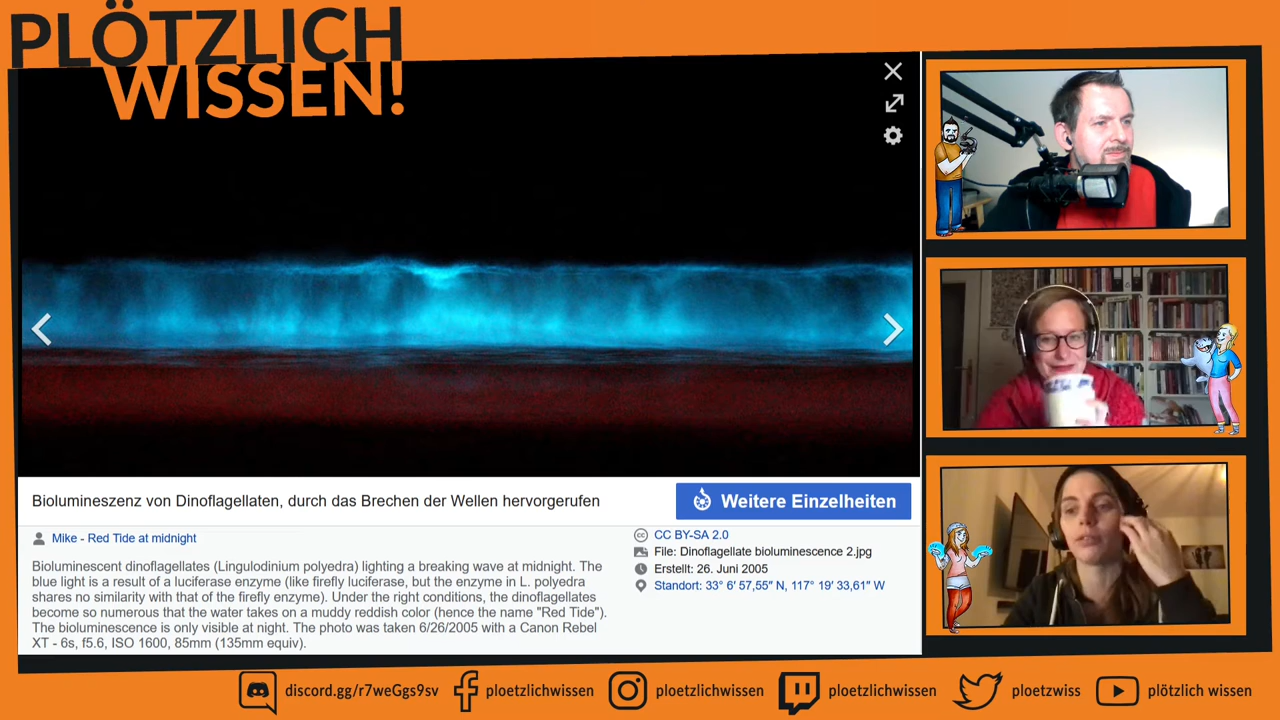 PLÖTZLICH
WISSEN!
Biolumineszenz von Dinoflagellaten, durch das Brechen der Wellen hervorgerufen
Weitere Einzelheiten
Mike - Red Tide at midnight
Bioluminescent dinoflagellates (Lingulodinium polyedra) lighting a breaking wave at midnight. The
blue light is a result of a luciferase enzyme (like firefly luciferase, but the enzyme in L. polyedra
shares no similarity with that of the firefly enzyme). Under the right conditions, the dinoflagellates
become so numerous that the water takes on a muddy reddish color (hence the name "Red Tide").
The bioluminescence is only visible at night. The photo was taken 6/26/2005 with a Canon Rebel
XT - 6s, f5.6, ISO 1600, 85mm (135mm equiv).
CC BY-SA 2.0
File: Dinoflagellate bioluminescence 2.jpg
Erstellt: 26. Juni 2005
Standort: 33° 6′ 57,55″ N, 117° 19′ 33,61″ W
discord.gg/r7weGgs9sv
ploetzlichwissen
ploetzlichwissen
ploetzlichwissen
ploetzwiss
plötzlich wissen